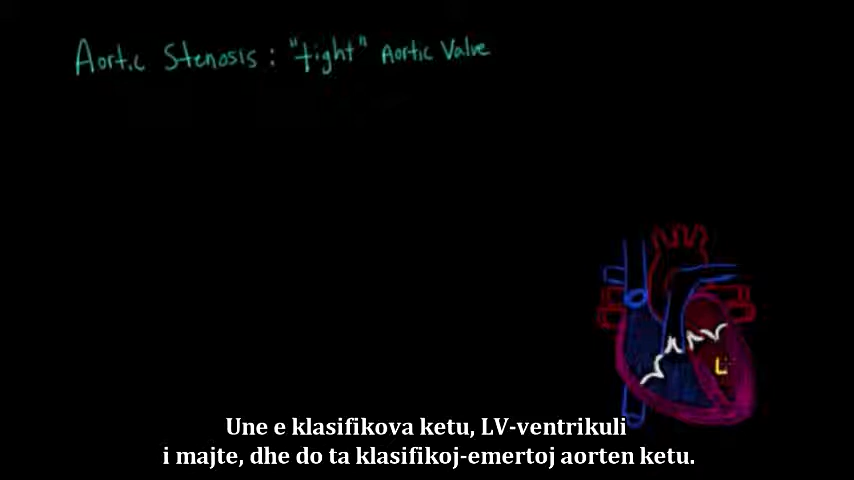 Aortic Stenosis : "tight" Aortic Valve
L
Une e klasifikova ketu, LV-ventrikuli
i majte, dhe do ta klasifikoj-emertoj aorten ketu.